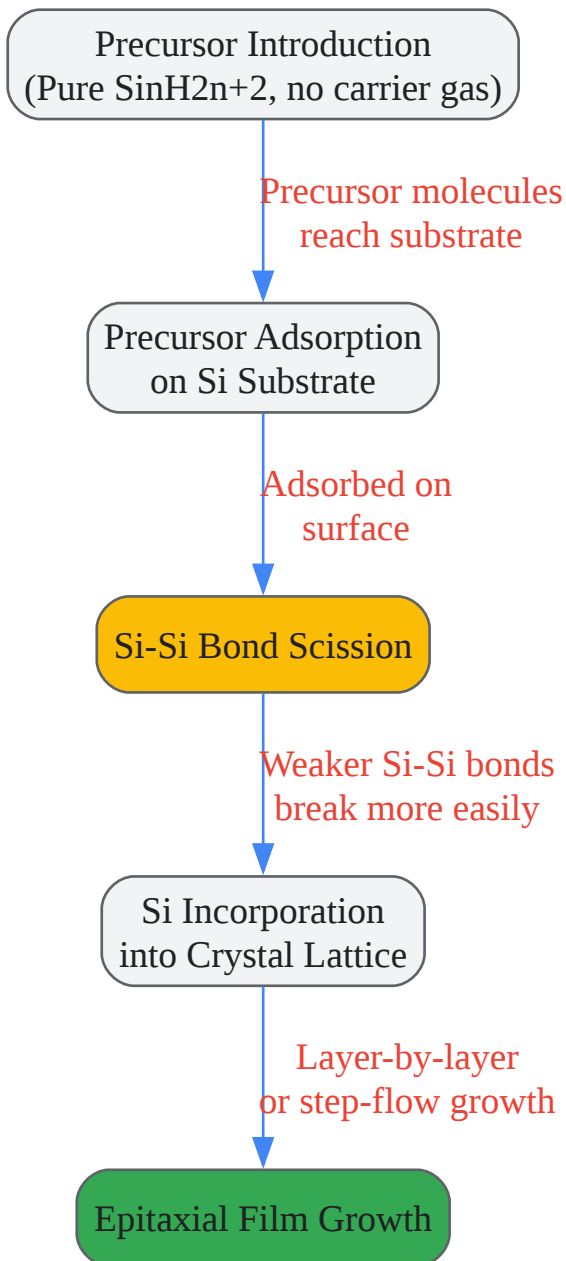 Precursor Introduction
(Pure SinH2n+2, no carrier gas)
Precursor molecules
reach substrate
Precursor Adsorption
on Si Substrate
Adsorbed on
surface
Si-Si Bond Scission
Weaker Si-Si bonds
break more easily
Si Incorporation
into Crystal Lattice
Layer-by-layer
or step-flow growth
Epitaxial Film Growth